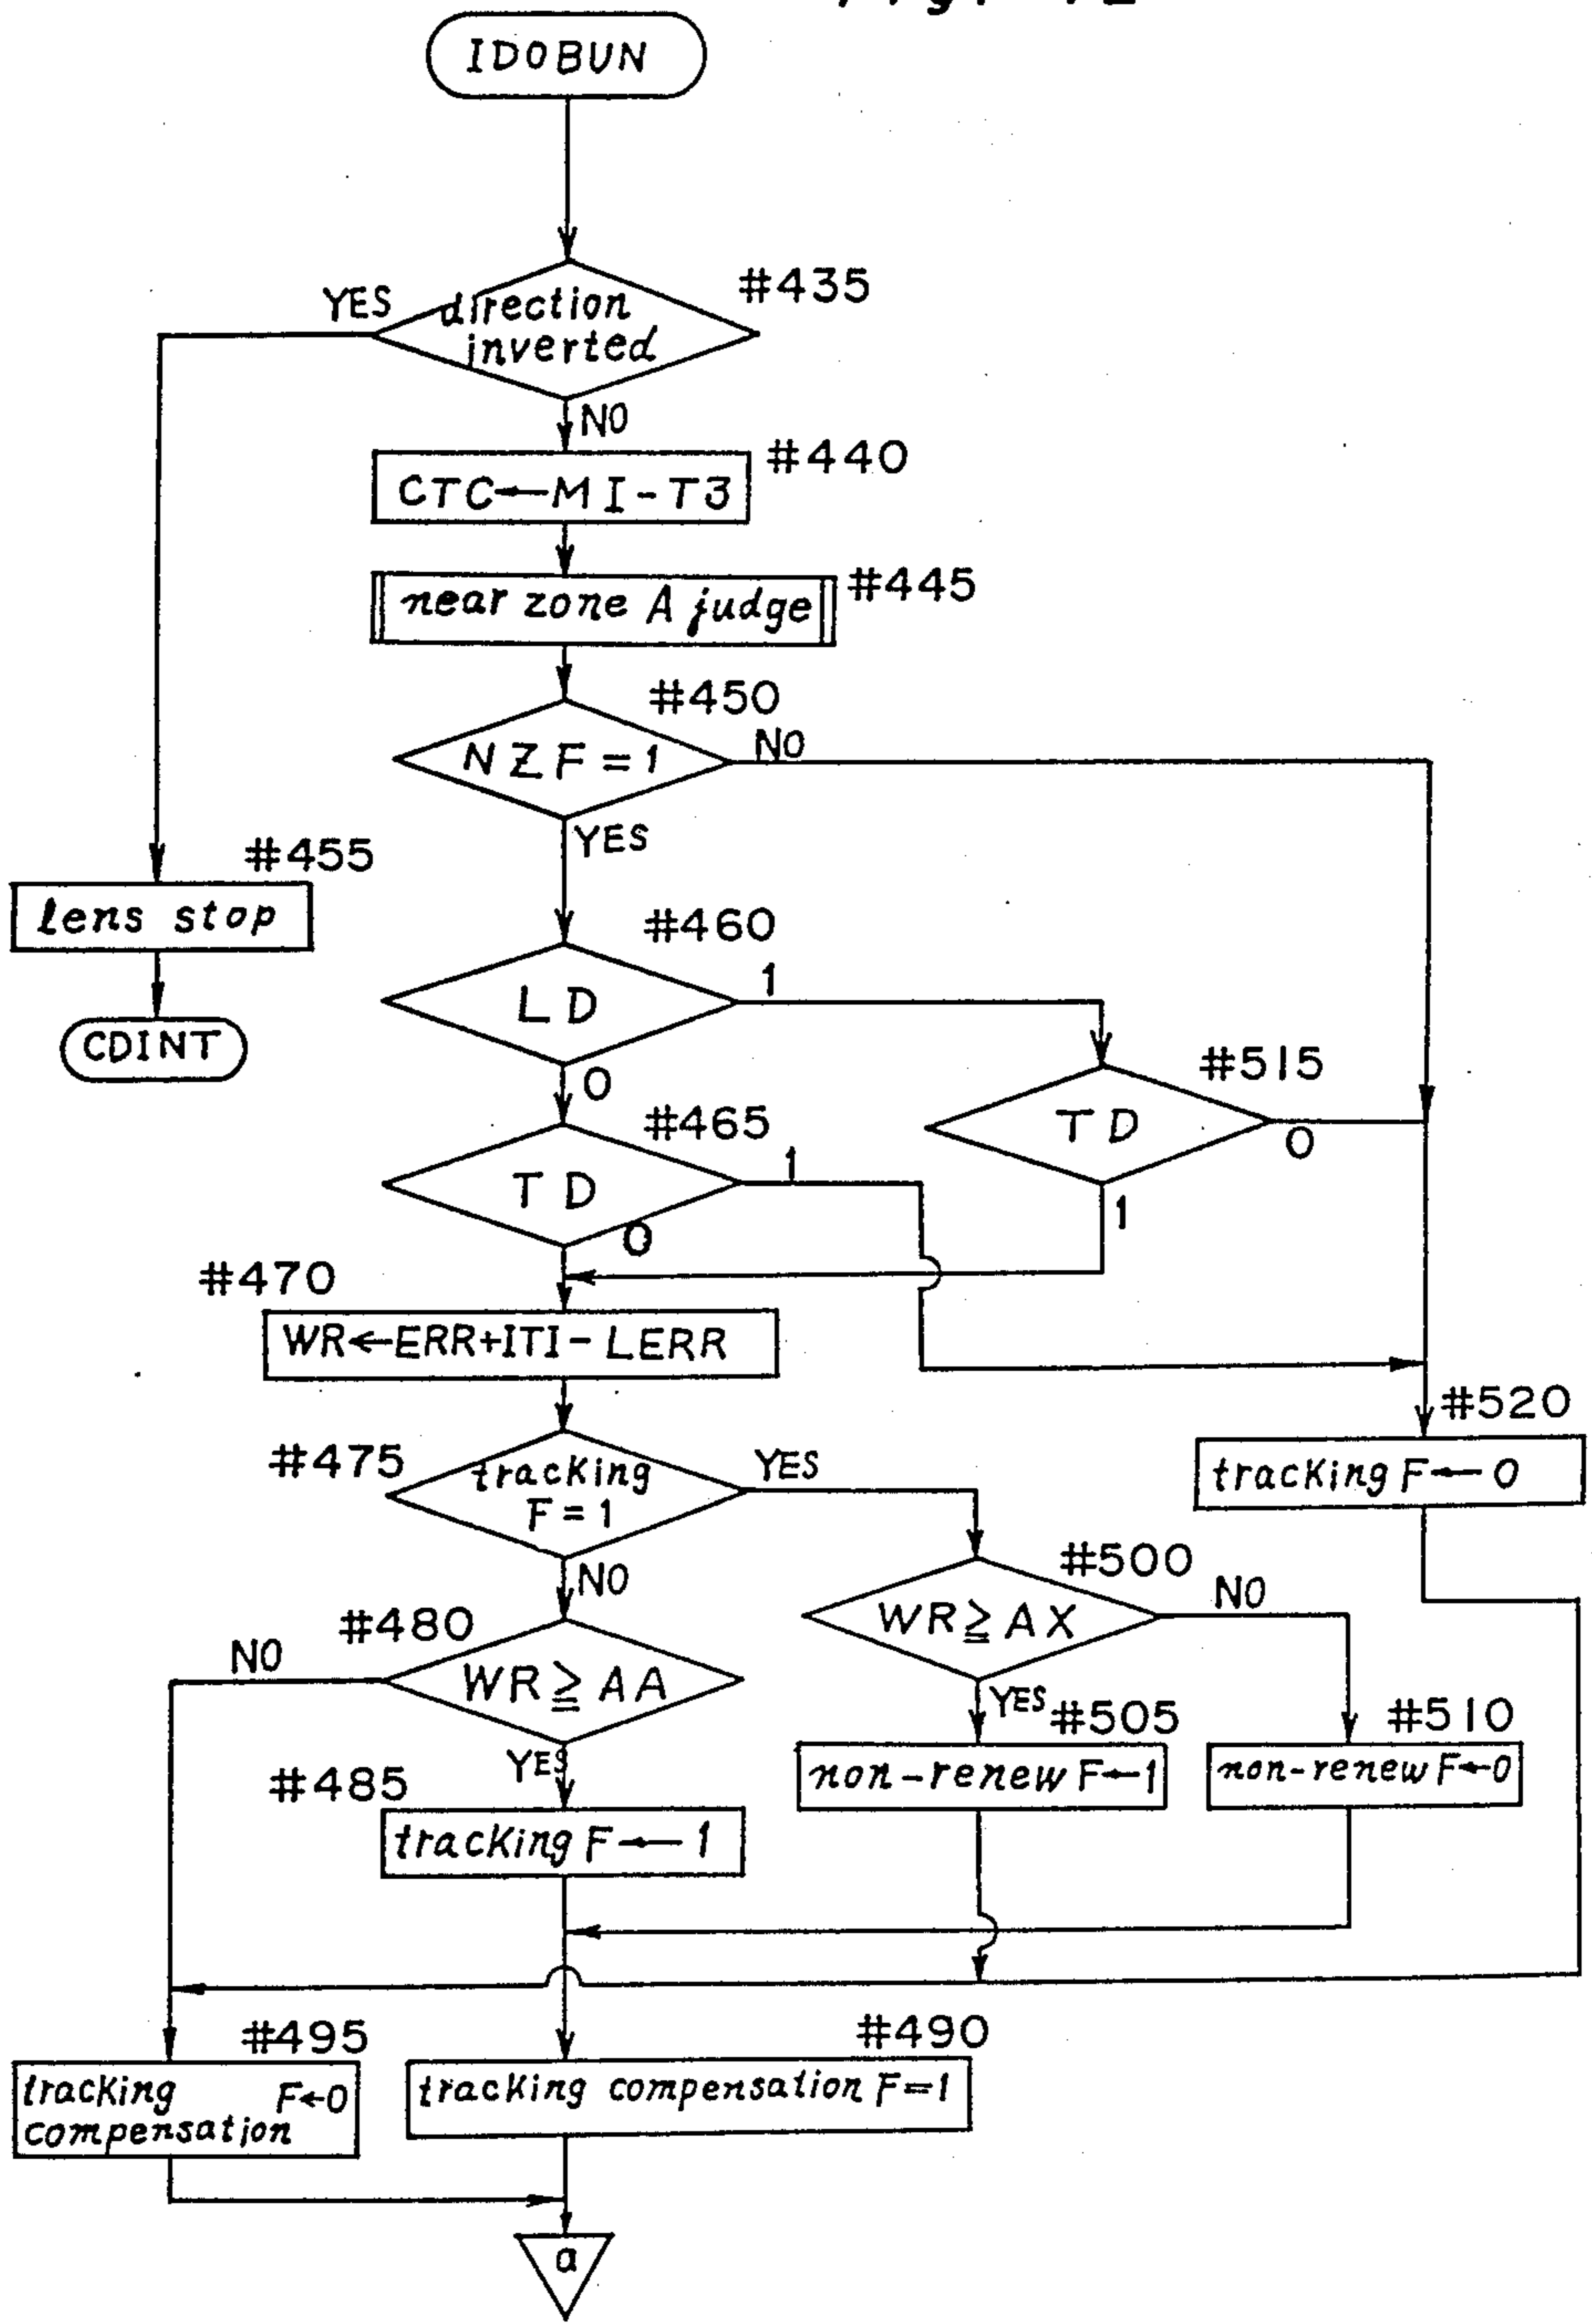 IDOBUN
#435
YES
direction
inverted
NO
#440
CTC←MI-T3
#445
near zone A judge
#450
NZF=1
NO
YES
#455
lens stop
CDINT
#460
LD
1
0
#515
TD
0
1
#465
TD
1
0
#470
WR←ERR+ITI-LERR
#520
tracking F←0
#475
tracking
F=1
YES
NO
#500
WR≧AX
NO
YES
#480
WR≧AA
NO
YES
#505
non-renew F←1
#510
non-renew F←0
#485
tracking F←1
#495
tracking F←0
compensation
#490
tracking compensation F=1
a